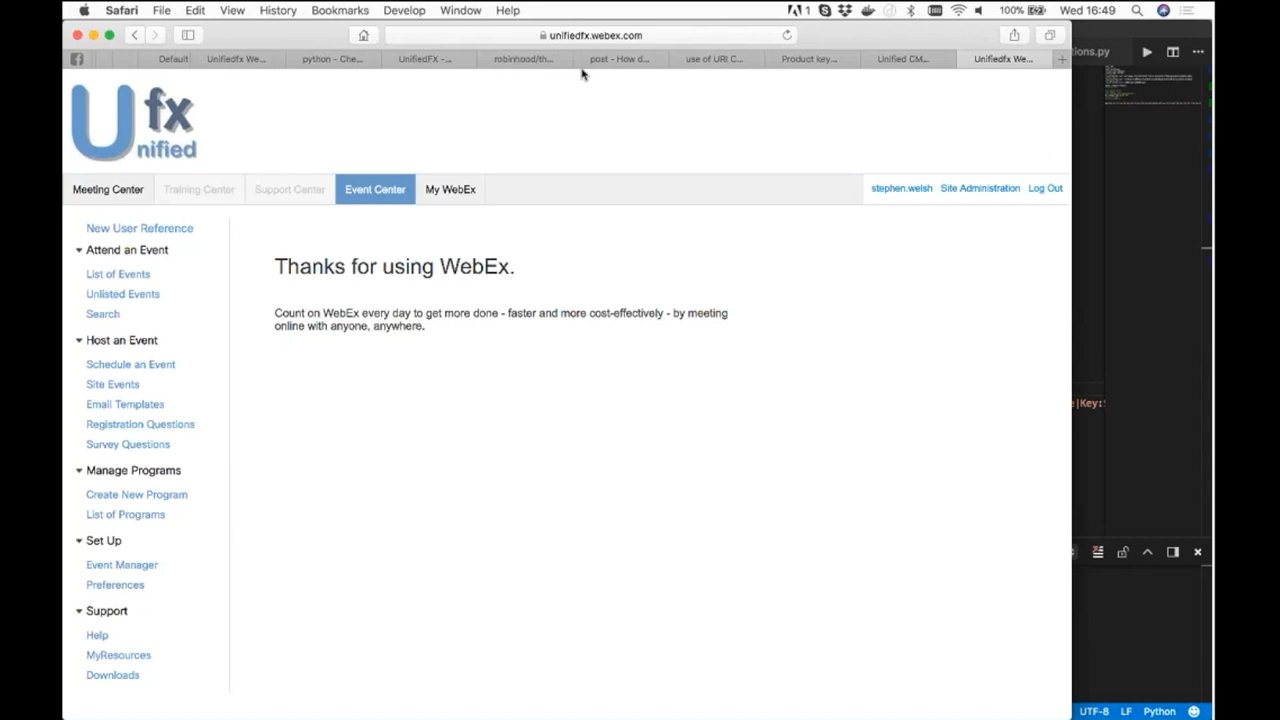 Safari File Edit View History Bookmarks Develop Window Help
1 100% Wed 16:49
unifiedfx.webex.com
Default Unifiedfx We... python - Che... UnifiedFX -... robinhood/th... post - How d... use of URI C... Product key... Unified CM... Unifiedfx We... +
ions.py
Ufx
nified
Meeting Center Training Center Support Center Event Center My WebEx
stephen.welsh Site Administration Log Out
New User Reference
Attend an Event
List of Events
Unlisted Events
Search
Host an Event
Schedule an Event
Site Events
Email Templates
Registration Questions
Survey Questions
Manage Programs
Create New Program
List of Programs
Set Up
Event Manager
Preferences
Support
Help
MyResources
Downloads
Thanks for using WebEx.
Count on WebEx every day to get more done - faster and more cost-effectively - by meeting
online with anyone, anywhere.
|Key:
UTF-8 LF Python